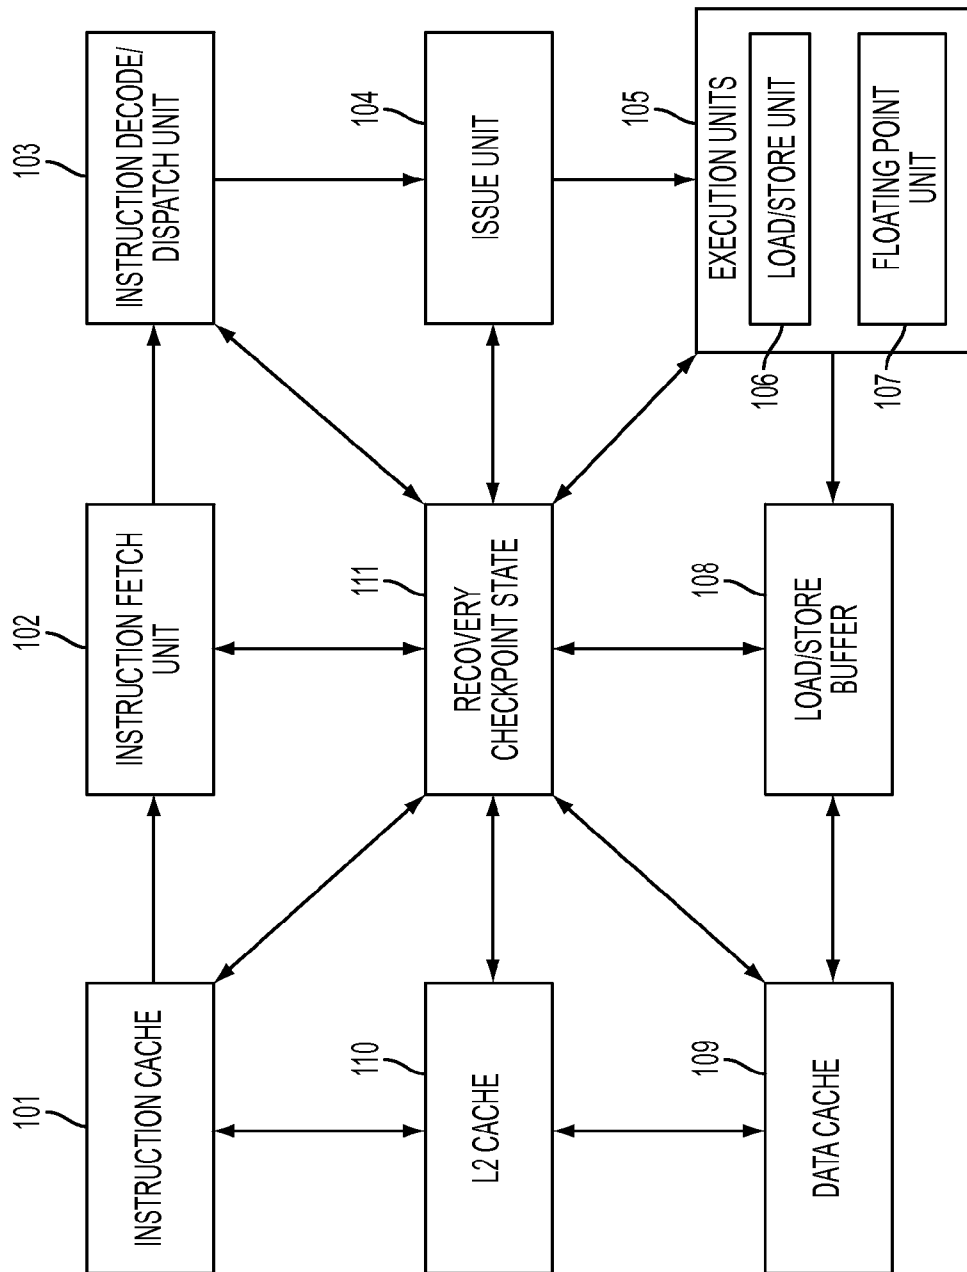 101
INSTRUCTION CACHE
102
INSTRUCTION FETCH
UNIT
103
INSTRUCTION DECODE/
DISPATCH UNIT
110
L2 CACHE
111
RECOVERY
CHECKPOINT STATE
104
ISSUE UNIT
109
DATA CACHE
108
LOAD/STORE
BUFFER
105
EXECUTION UNITS
106
LOAD/STORE UNIT
107
FLOATING POINT
UNIT